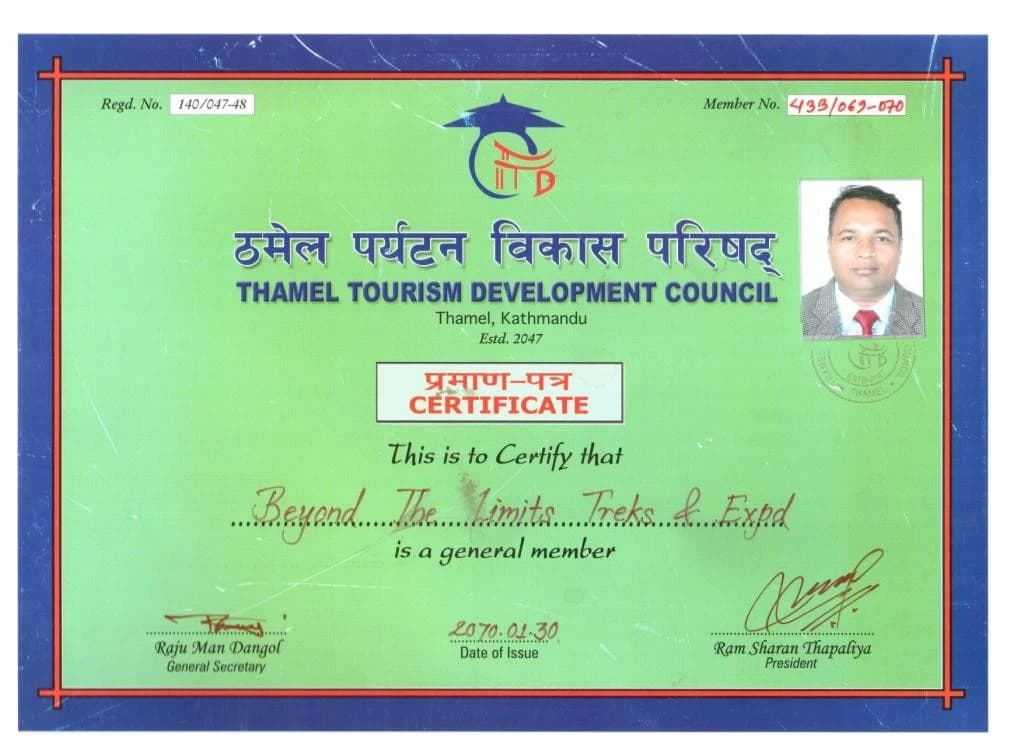 Regd. No. 140/047-48
Member No. 433/069-070
ठमेल पर्यटन विकास परिषद्
THAMEL TOURISM DEVELOPMENT COUNCIL
Thamel, Kathmandu
Estd. 2047
प्रमाण-पत्र
CERTIFICATE
This is to Certify that
Beyond The Limits Treks & Expd
is a general member
2070.01.30
Raju Man Dangol
General Secretary
Date of Issue
Ram Sharan Thapaliya
President